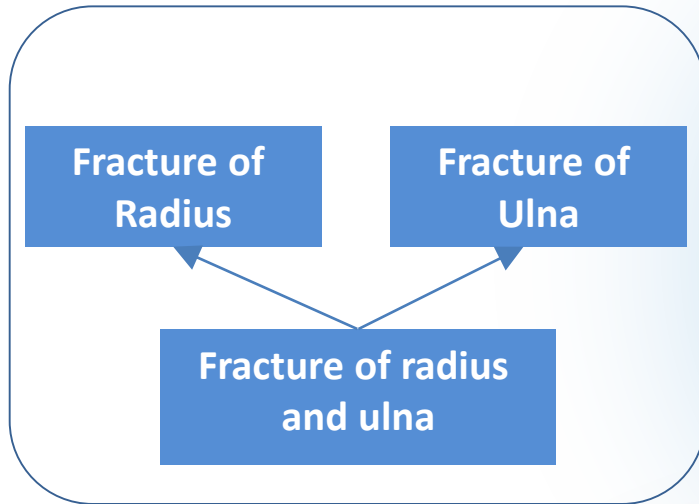 Fracture of
Radius
Fracture of
Ulna
Fracture of radius
and ulna